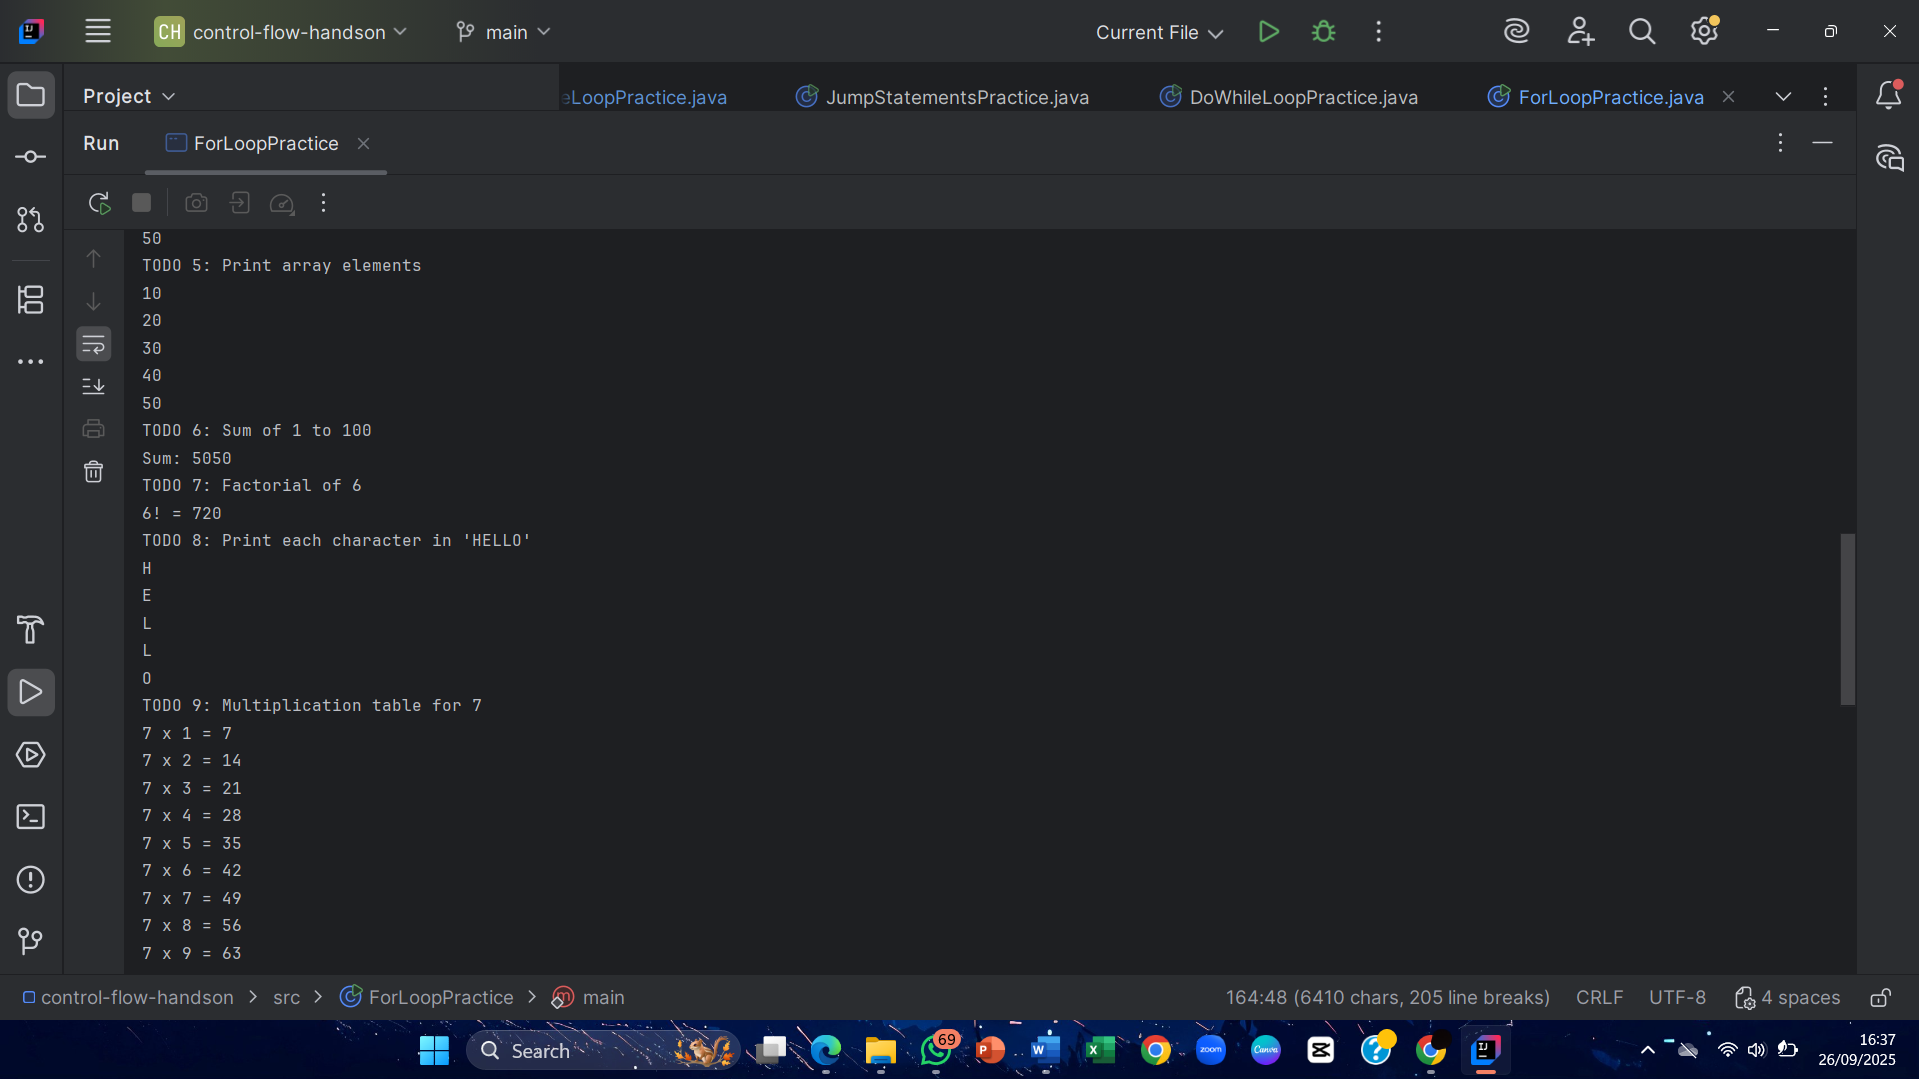 CH control-flow-handson main Current File
Project eLoopPractice.java JumpStatementsPractice.java DoWhileLoopPractice.java ForLoopPractice.java
Run ForLoopPractice
50
TODO 5: Print array elements
10
20
30
40
50
TODO 6: Sum of 1 to 100
Sum: 5050
TODO 7: Factorial of 6
6! = 720
TODO 8: Print each character in 'HELLO'
H
E
L
L
O
TODO 9: Multiplication table for 7
7 x 1 = 7
7 x 2 = 14
7 x 3 = 21
7 x 4 = 28
7 x 5 = 35
7 x 6 = 42
7 x 7 = 49
7 x 8 = 56
7 x 9 = 63
control-flow-handson > src > ForLoopPractice > main 164:48 (6410 chars, 205 line breaks) CRLF UTF-8 4 spaces
Search 69 zoom Canva 16:37
26/09/2025